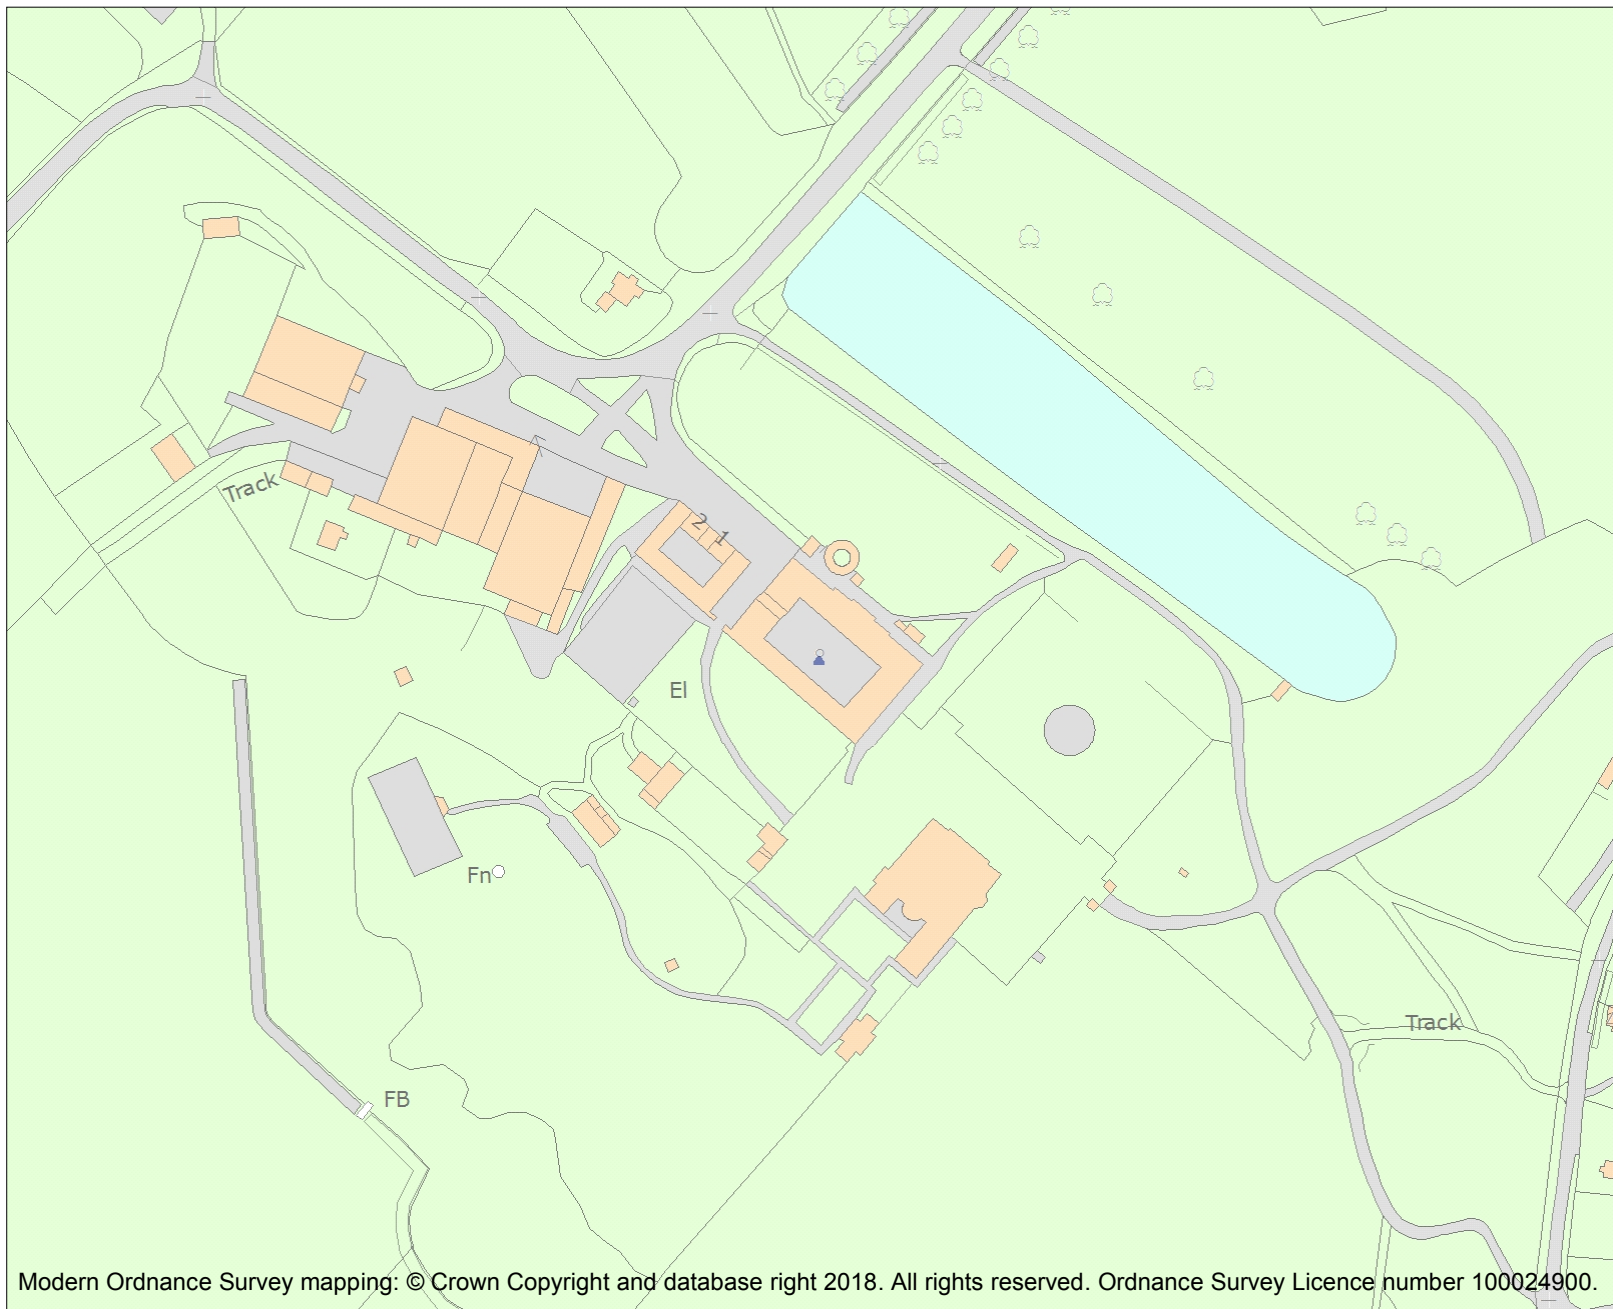 Track
2
1
El
Fn
Track
FB
Modern Ordnance Survey mapping: © Crown Copyright and database right 2018. All rights reserved. Ordnance Survey Licence number 100024900.